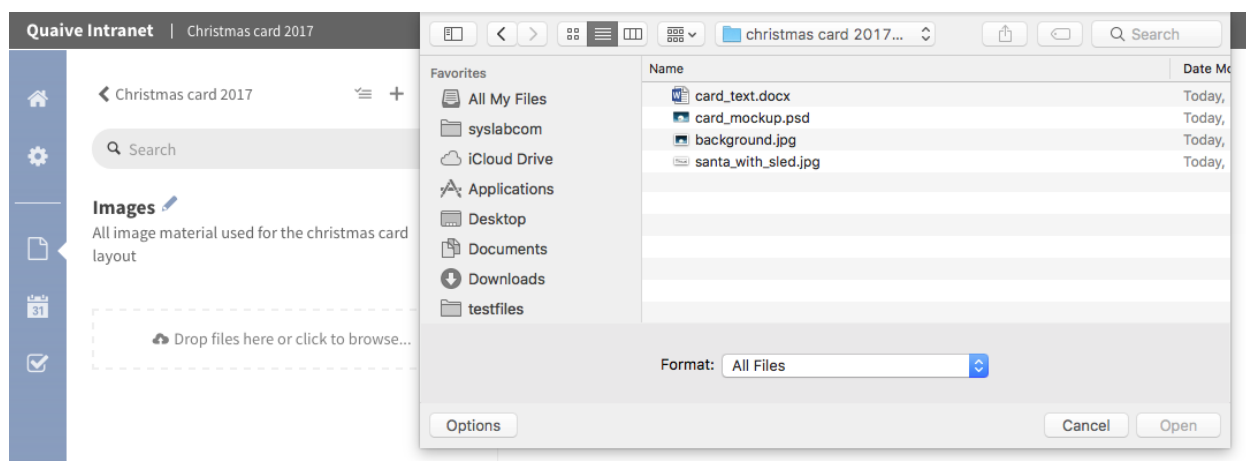 Quaive Intranet | Christmas card 2017
Christmas card 2017
Search
Images
All image material used for the christmas card
layout
31
Drop files here or click to browse...
christmas card 2017...
Search
Favorites
All My Files
syslabcom
iCloud Drive
Applications
Desktop
Documents
Downloads
testfiles
Name
Date Mo
card_text.docx
Today,
card_mockup.psd
Today,
background.jpg
Today,
santa_with_sled.jpg
Today,
Format: All Files
Options
Cancel
Open